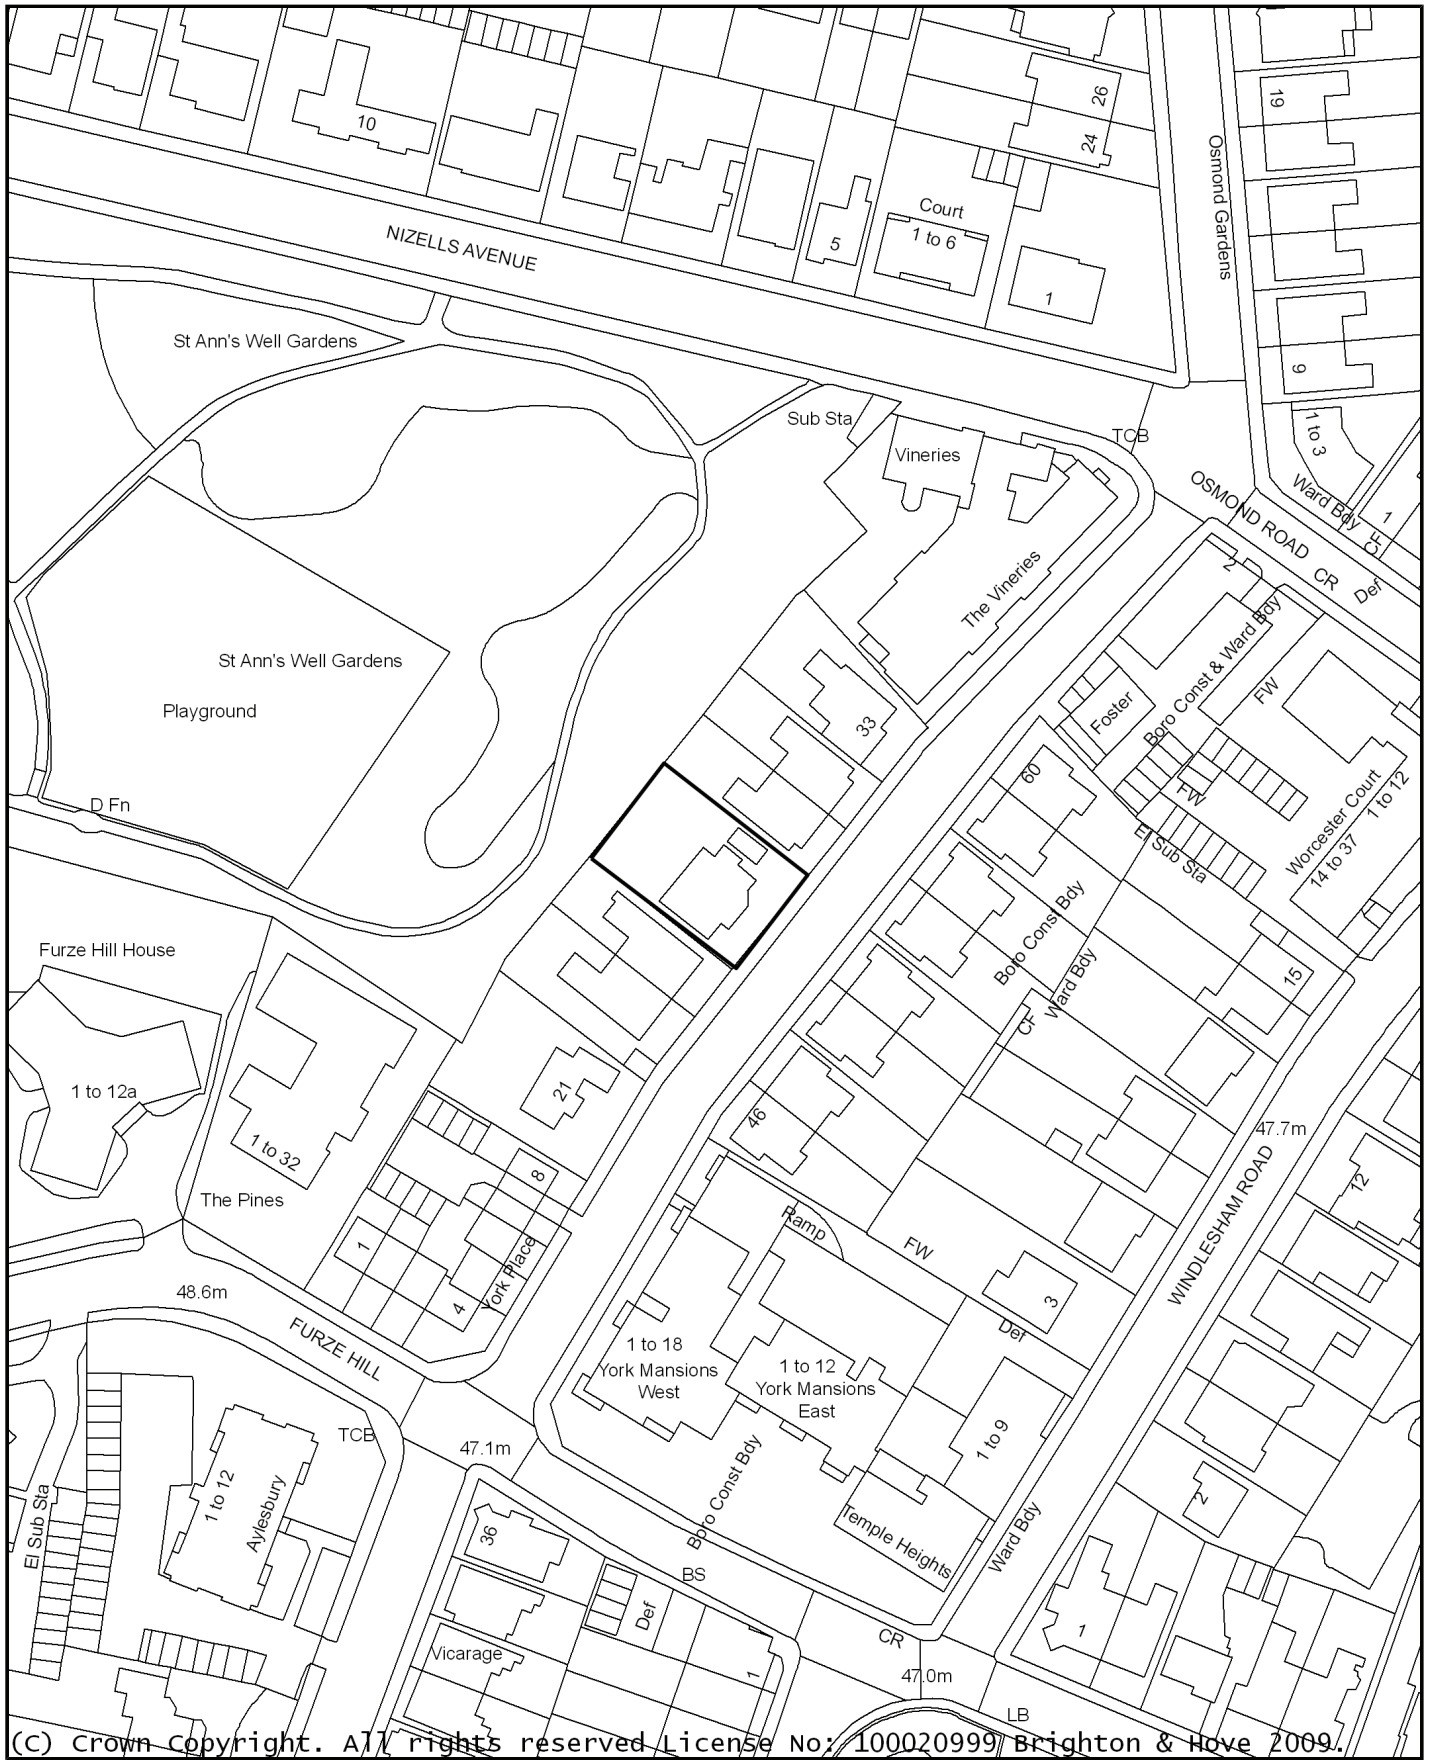 26
19
10
24
Osmond Gardens
Court
1 to 6
NIZELLS AVENUE
5
1
St Ann's Well Gardens
9
Sub Sta
TCB
1 to 3
Vineries
OSMOND ROAD
Ward Bdy
1
CF
2
CR
Def
The Vineries
Boro Const & Ward Bdy
St Ann's Well Gardens
FW
Playground
Foster
33
60
FW
Worcester Court
14 to 37
1 to 12
D Fn
El Sub Sta
Boro Const Bdy
Furze Hill House
Ward Bdy
15
CF
1 to 12a
21
46
47.7m
1 to 32
8
12
The Pines
Ramp
1
York Place
FW
WINDLESHAM ROAD
48.6m
4
3
FURZE HILL
Def
1 to 18
York Mansions
West
1 to 12
York Mansions
East
TCB
47.1m
1 to 9
1 to 12
Aylesbury
Boro Const Bdy
2
El Sub Sta
36
Temple Heights
Ward Bdy
BS
Def
1
CR
Vicarage
1
47.0m
LB
(C) Crown Copyright. All rights reserved License No: 100020999 Brighton & Hove 2009.